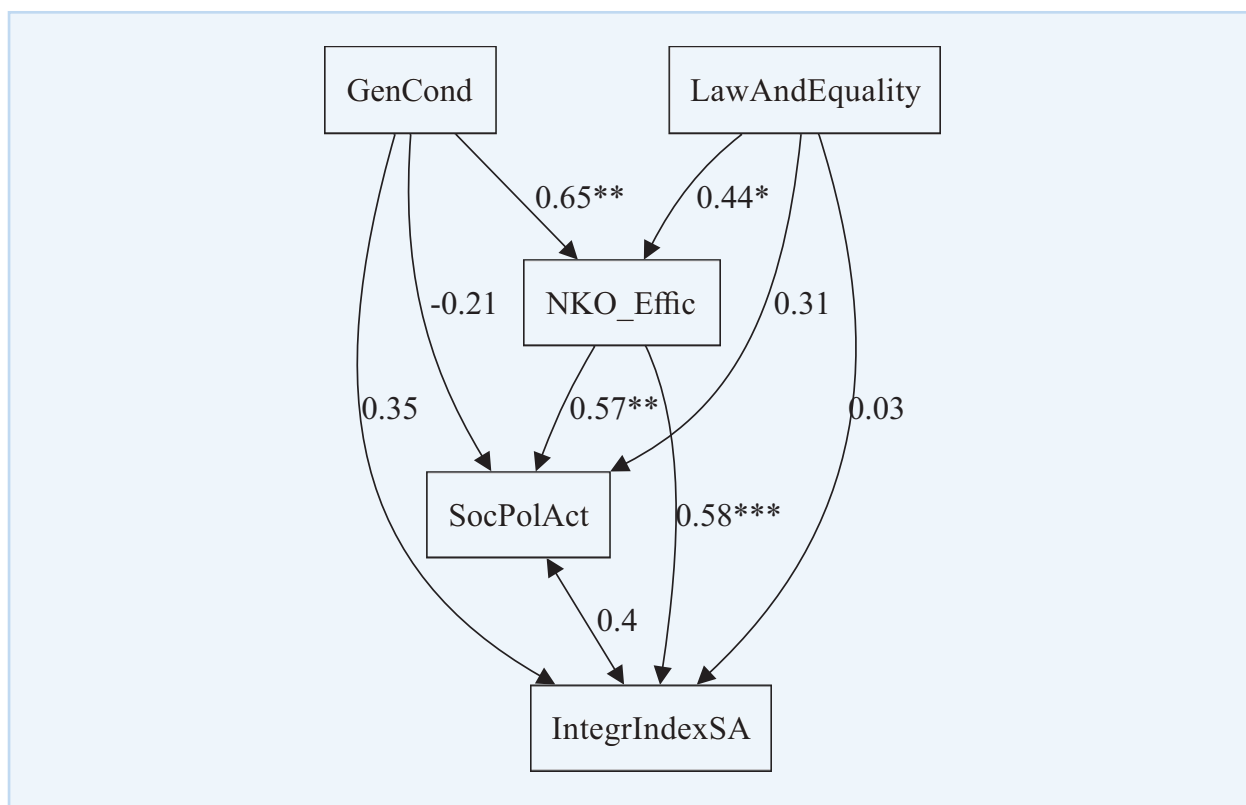 GenCond
LawAndEquality
0.65**
0.44*
NKO_Effic
-0.21
0.31
0.35
0.57**
0.03
SocPolAct
0.58***
0.4
IntegrIndexSA